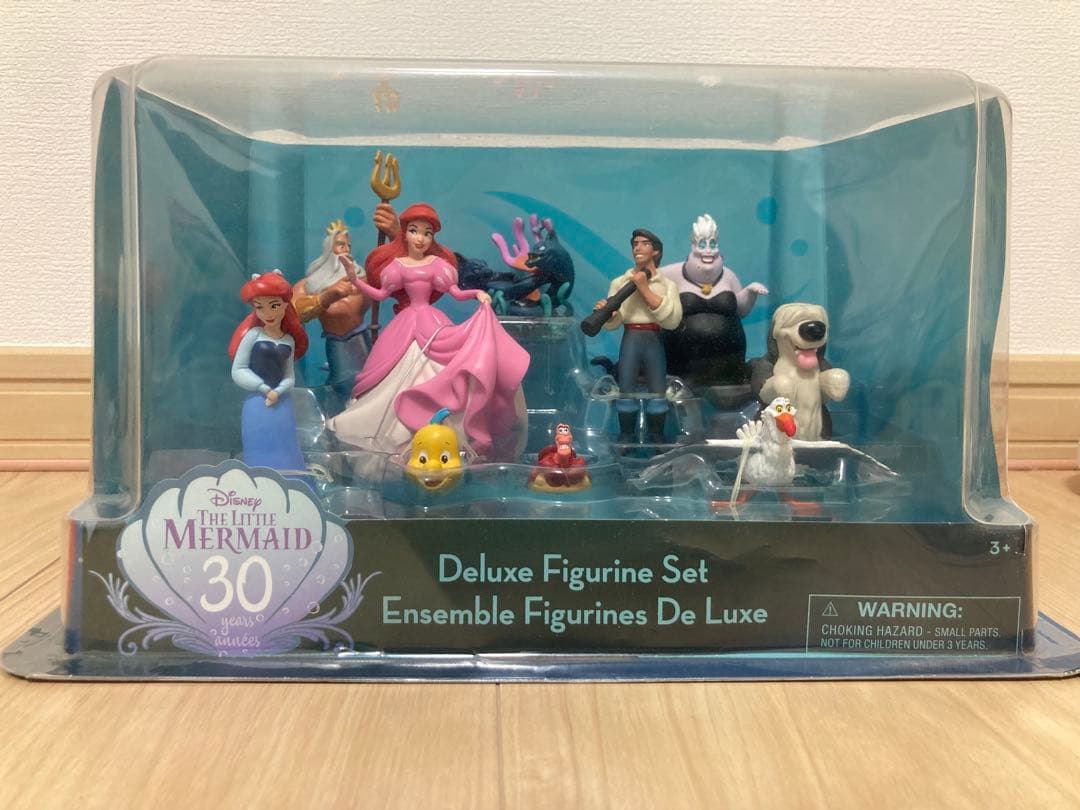 Disney
THE LITTLE
MERMAID
30
years
années
Deluxe Figurine Set
Ensemble Figurines De Luxe
3+
⚠ WARNING:
CHOKING HAZARD - SMALL PARTS.
NOT FOR CHILDREN UNDER 3 YEARS.